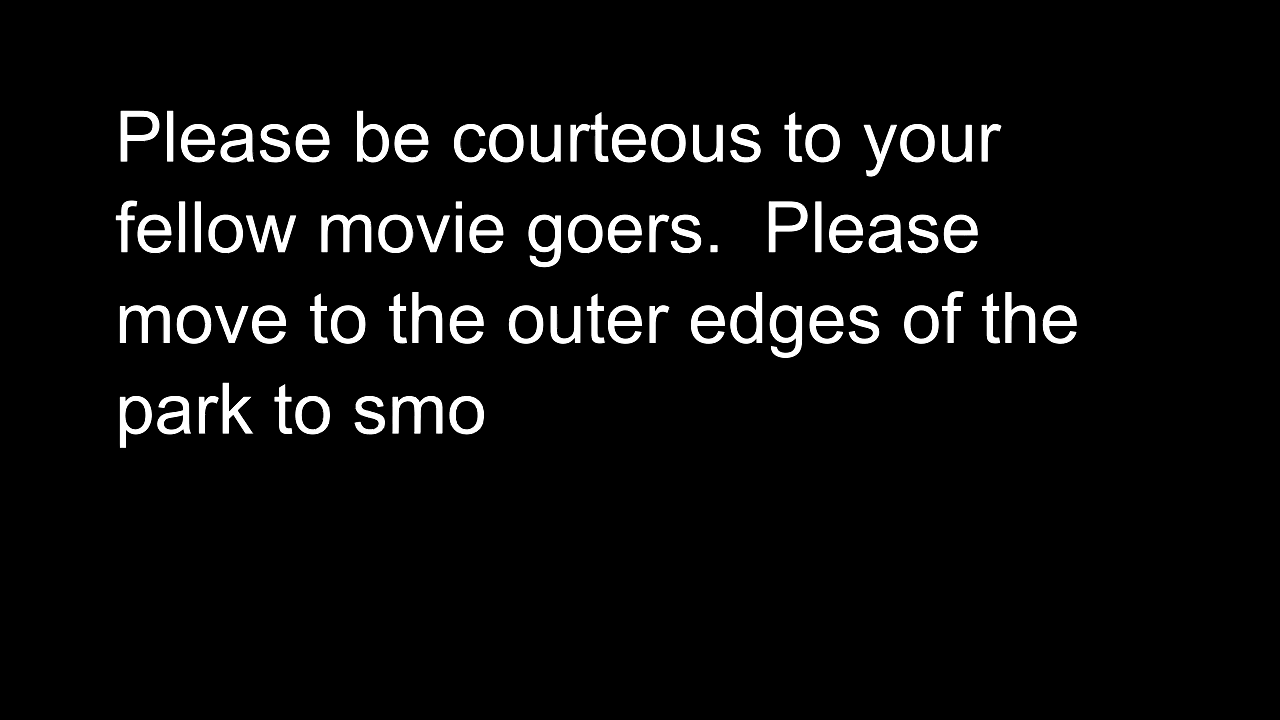 Please be courteous to your
fellow movie goers.  Please
move to the outer edges of the
park to smo